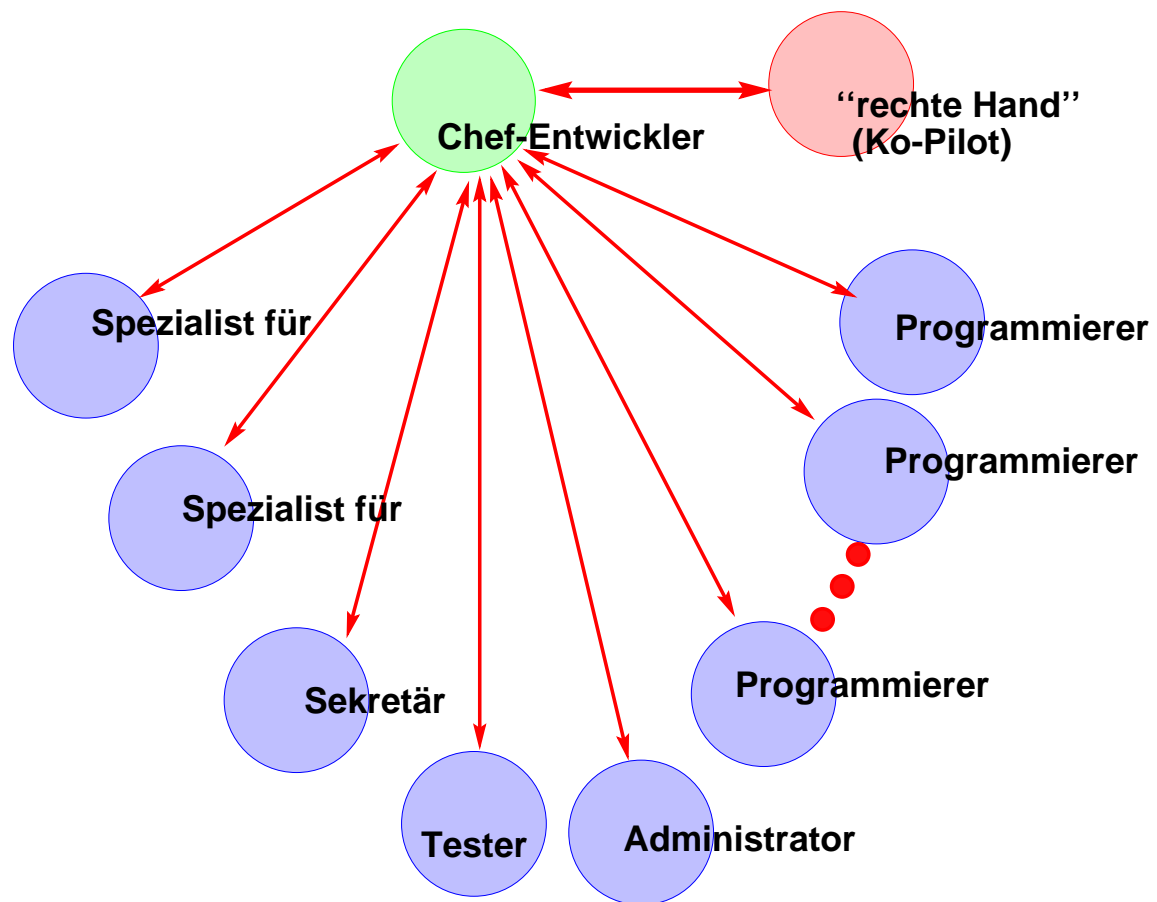 ‘‘rechte Hand’’
(Ko-Pilot)
Chef-Entwickler
Spezialist für
Programmierer
Programmierer
Spezialist für
Programmierer
Sekretär
Tester
Administrator